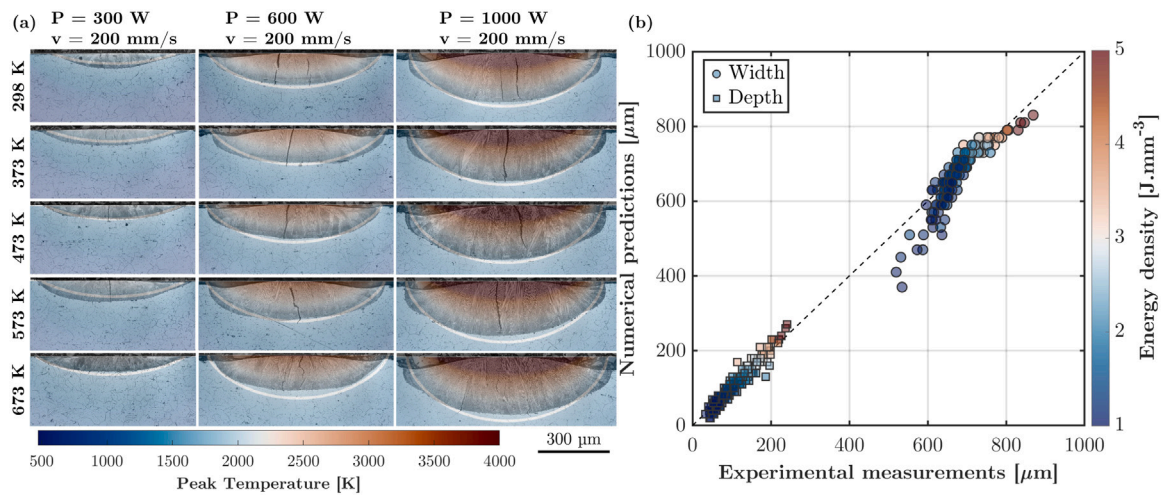 (a)
P = 300 W
v = 200 mm/s
P = 600 W
v = 200 mm/s
P = 1000 W
v = 200 mm/s
298 K
373 K
473 K
573 K
673 K
500 1000 1500 2000 2500 3000 3500 4000
Peak Temperature [K]
300 µm
(b)
Numerical predictions [µm]
1000
800
600
400
200
0
Width
Depth
0 200 400 600 800 1000
Experimental measurements [µm]
5
4
3
2
1
Energy density [J.mm⁻³]